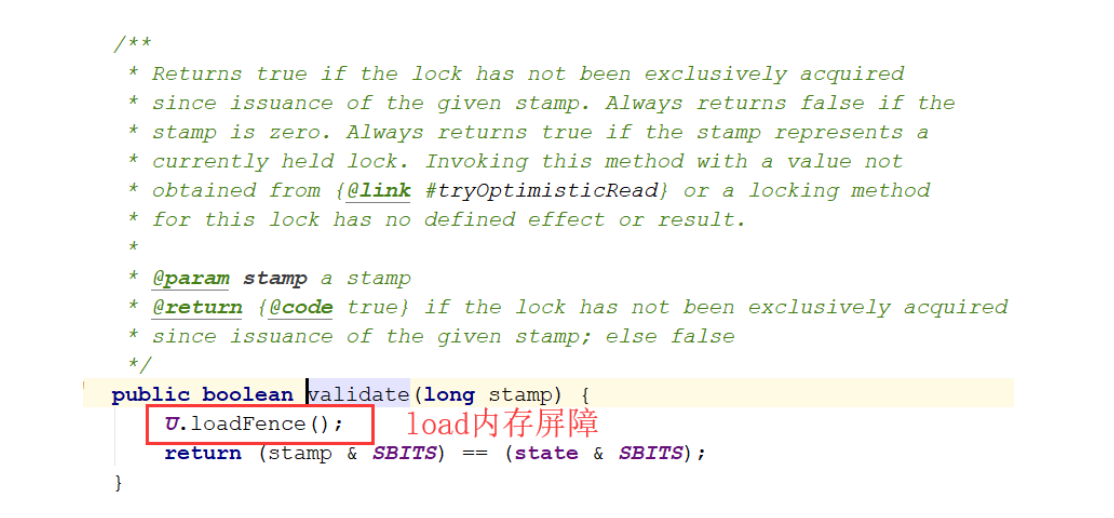 /**
* Returns true if the lock has not been exclusively acquired
* since issuance of the given stamp. Always returns false if the
* stamp is zero. Always returns true if the stamp represents a
* currently held lock. Invoking this method with a value not
* obtained from {@link #tryOptimisticRead} or a locking method
* for this lock has no defined effect or result.
*
* @param stamp a stamp
* @return {@code true} if the lock has not been exclusively acquired
* since issuance of the given stamp; else false
*/
public boolean validate(long stamp) {
U.loadFence(); load内存屏障
return (stamp & SBITS) == (state & SBITS);
}